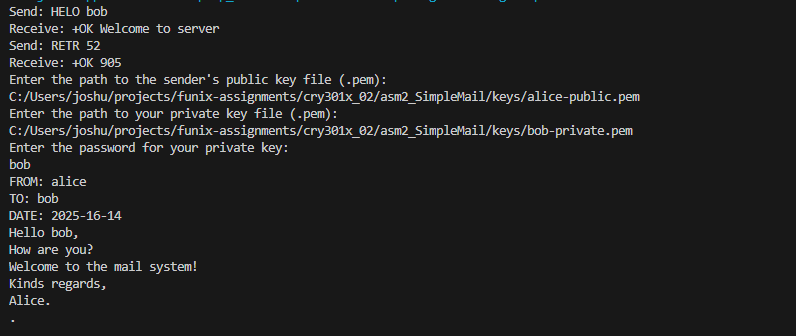 Send: HELO bob
Receive: +OK Welcome to server
Send: RETR 52
Receive: +OK 905
Enter the path to the sender's public key file (.pem):
C:/Users/joshu/projects/funix-assignments/cry301x_02/asm2_SimpleMail/keys/alice-public.pem
Enter the path to your private key file (.pem):
C:/Users/joshu/projects/funix-assignments/cry301x_02/asm2_SimpleMail/keys/bob-private.pem
Enter the password for your private key:
bob
FROM: alice
TO: bob
DATE: 2025-16-14
Hello bob,
How are you?
Welcome to the mail system!
Kinds regards,
Alice.
.